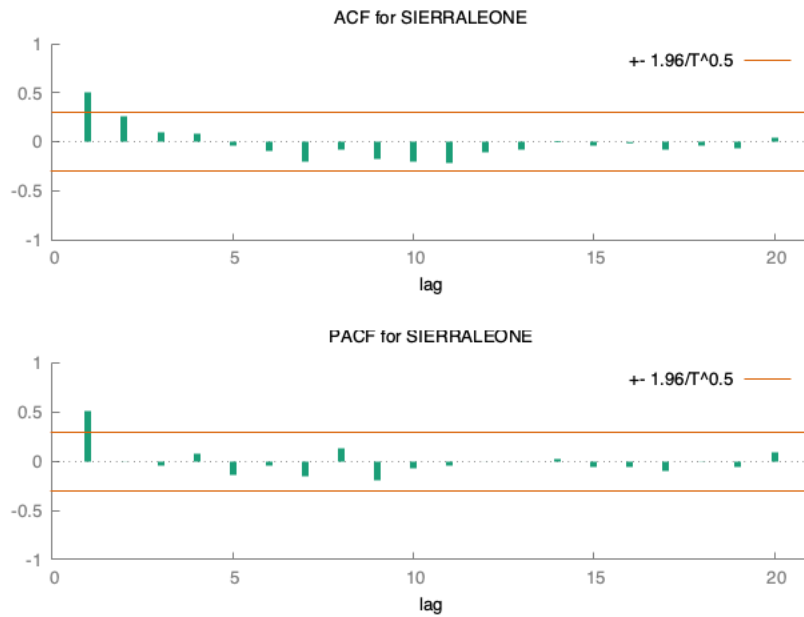 ACF for SIERRALEONE
+- 1.96/T^0.5
1
0.5
0
-0.5
-1
0 5 10 15 20
lag
PACF for SIERRALEONE
+- 1.96/T^0.5
1
0.5
0
-0.5
-1
0 5 10 15 20
lag